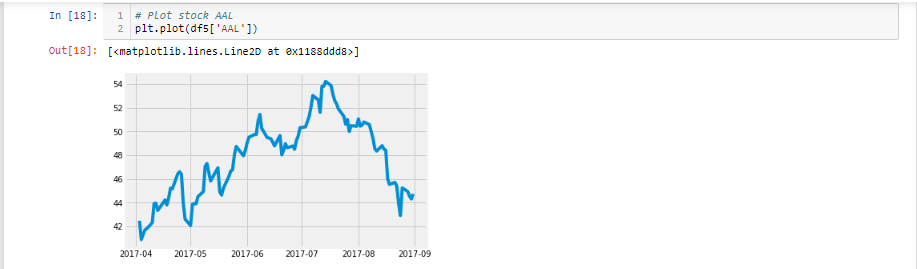 In [18]: 1 # Plot stock AAL
2 plt.plot(df5['AAL'])
Out[18]: [<matplotlib.lines.Line2D at 0x1188ddd8>]
54
52
50
48
46
44
42
2017-04 2017-05 2017-06 2017-07 2017-08 2017-09